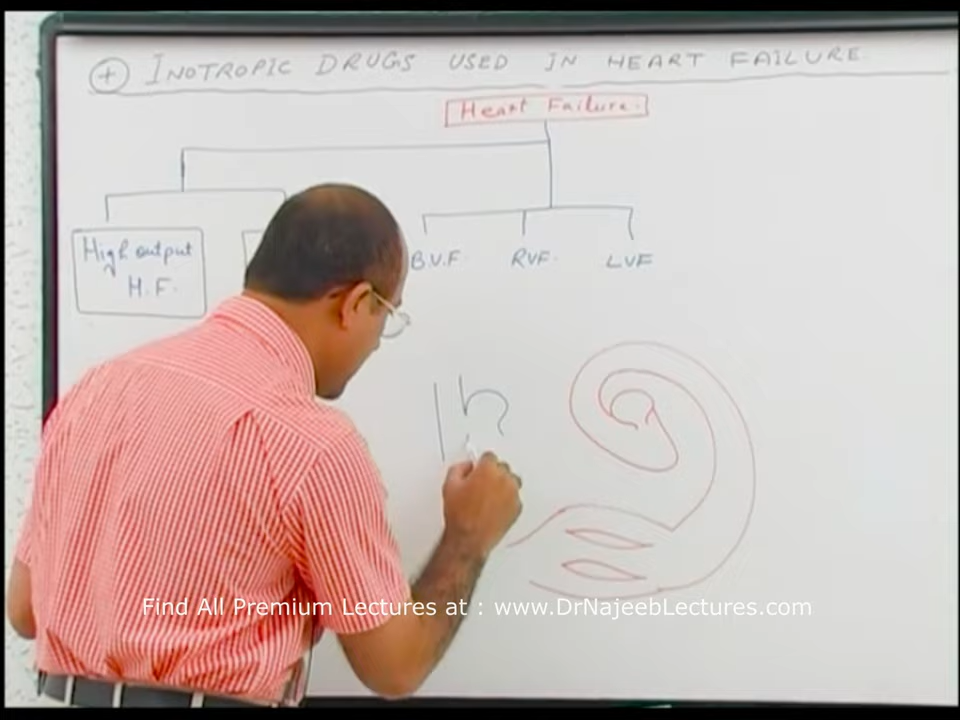 + INOTROPIC DRUGS USED IN HEART FAILURE
Heart Failure.
High output
H.F.
B.V.F. RVF. LVF
Find All Premium Lectures at : www.DrNajeebLectures.com